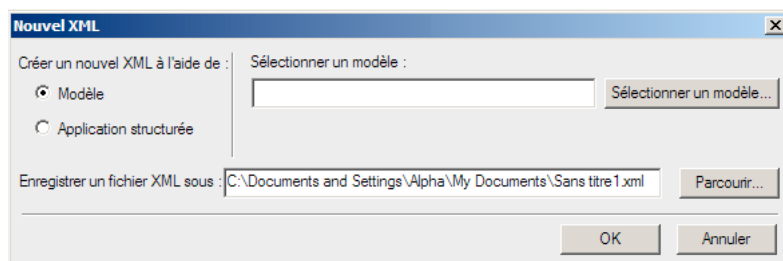 Nouvel XML
Créer un nouvel XML à l'aide de :
Sélectionner un modèle :
Modèle
Sélectionner un modèle...
Application structurée
Enregistrer un fichier XML sous : C:\Documents and Settings\Alpha\My Documents\Sans titre1.xml Parcourir...
OK Annuler